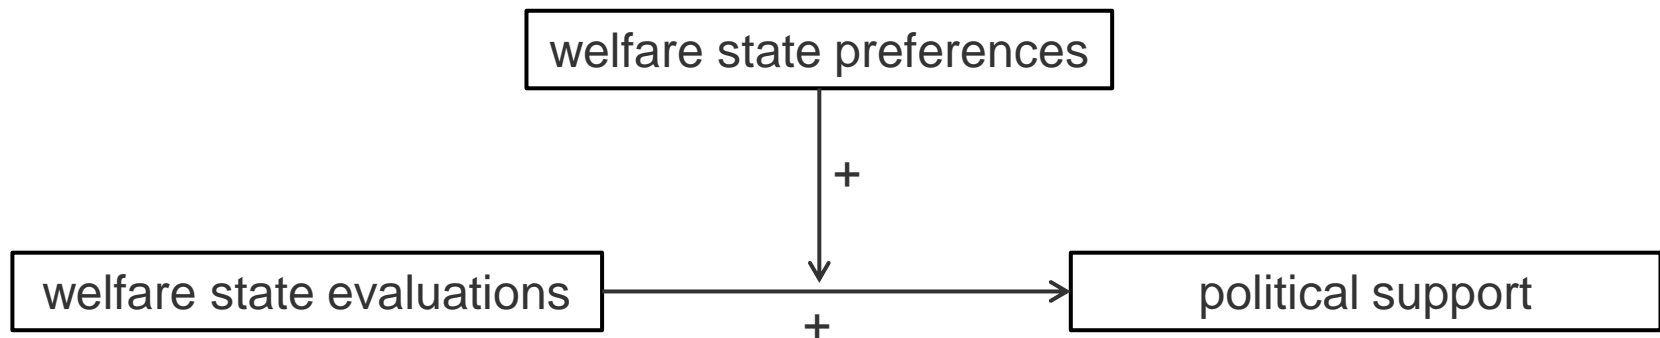 welfare state preferences
+
welfare state evaluations
political support
+